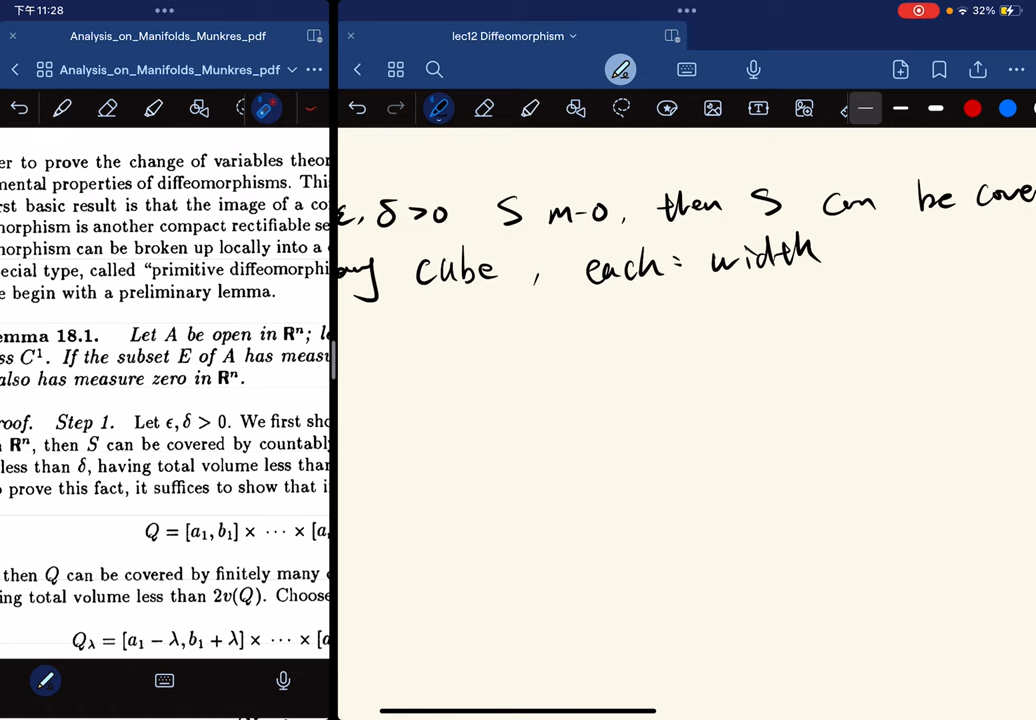 下午11:28
32%
Analysis_on_Manifolds_Munkres_pdf
lec12 Diffeomorphism
Analysis_on_Manifolds_Munkres_pdf
er to prove the change of variables theor
mental properties of diffeomorphisms. Thi
rst basic result is that the image of a co
morphism is another compact rectifiable se
morphism can be broken up locally into a
ecial type, called “primitive diffeomorphi
e begin with a preliminary lemma.
emma 18.1. Let A be open in Rⁿ; le
ss C¹. If the subset E of A has measu
also has measure zero in Rⁿ.
roof. Step 1. Let ϵ, δ > 0. We first sho
Rⁿ, then S can be covered by countabl
less than δ, having total volume less than
o prove this fact, it suffices to show that i
Q = [a₁, b₁] × ··· × [a
then Q can be covered by finitely many
ing total volume less than 2v(Q). Choose
Qλ = [a₁ − λ, b₁ + λ] × ··· × [a
ε, δ >0 S m-0, then S can be cove
any cube, each: width